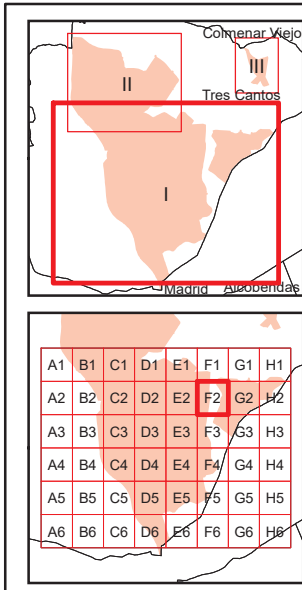 Colmenar Viejo
II
III
Tres Cantos
I
Madrid
Alcobendas
A1 B1 C1 D1 E1 F1 G1 H1
A2 B2 C2 D2 E2 F2 G2 H2
A3 B3 C3 D3 E3 F3 G3 H3
A4 B4 C4 D4 E4 F4 G4 H4
A5 B5 C5 D5 E5 F5 G5 H5
A6 B6 C6 D6 E6 F6 G6 H6